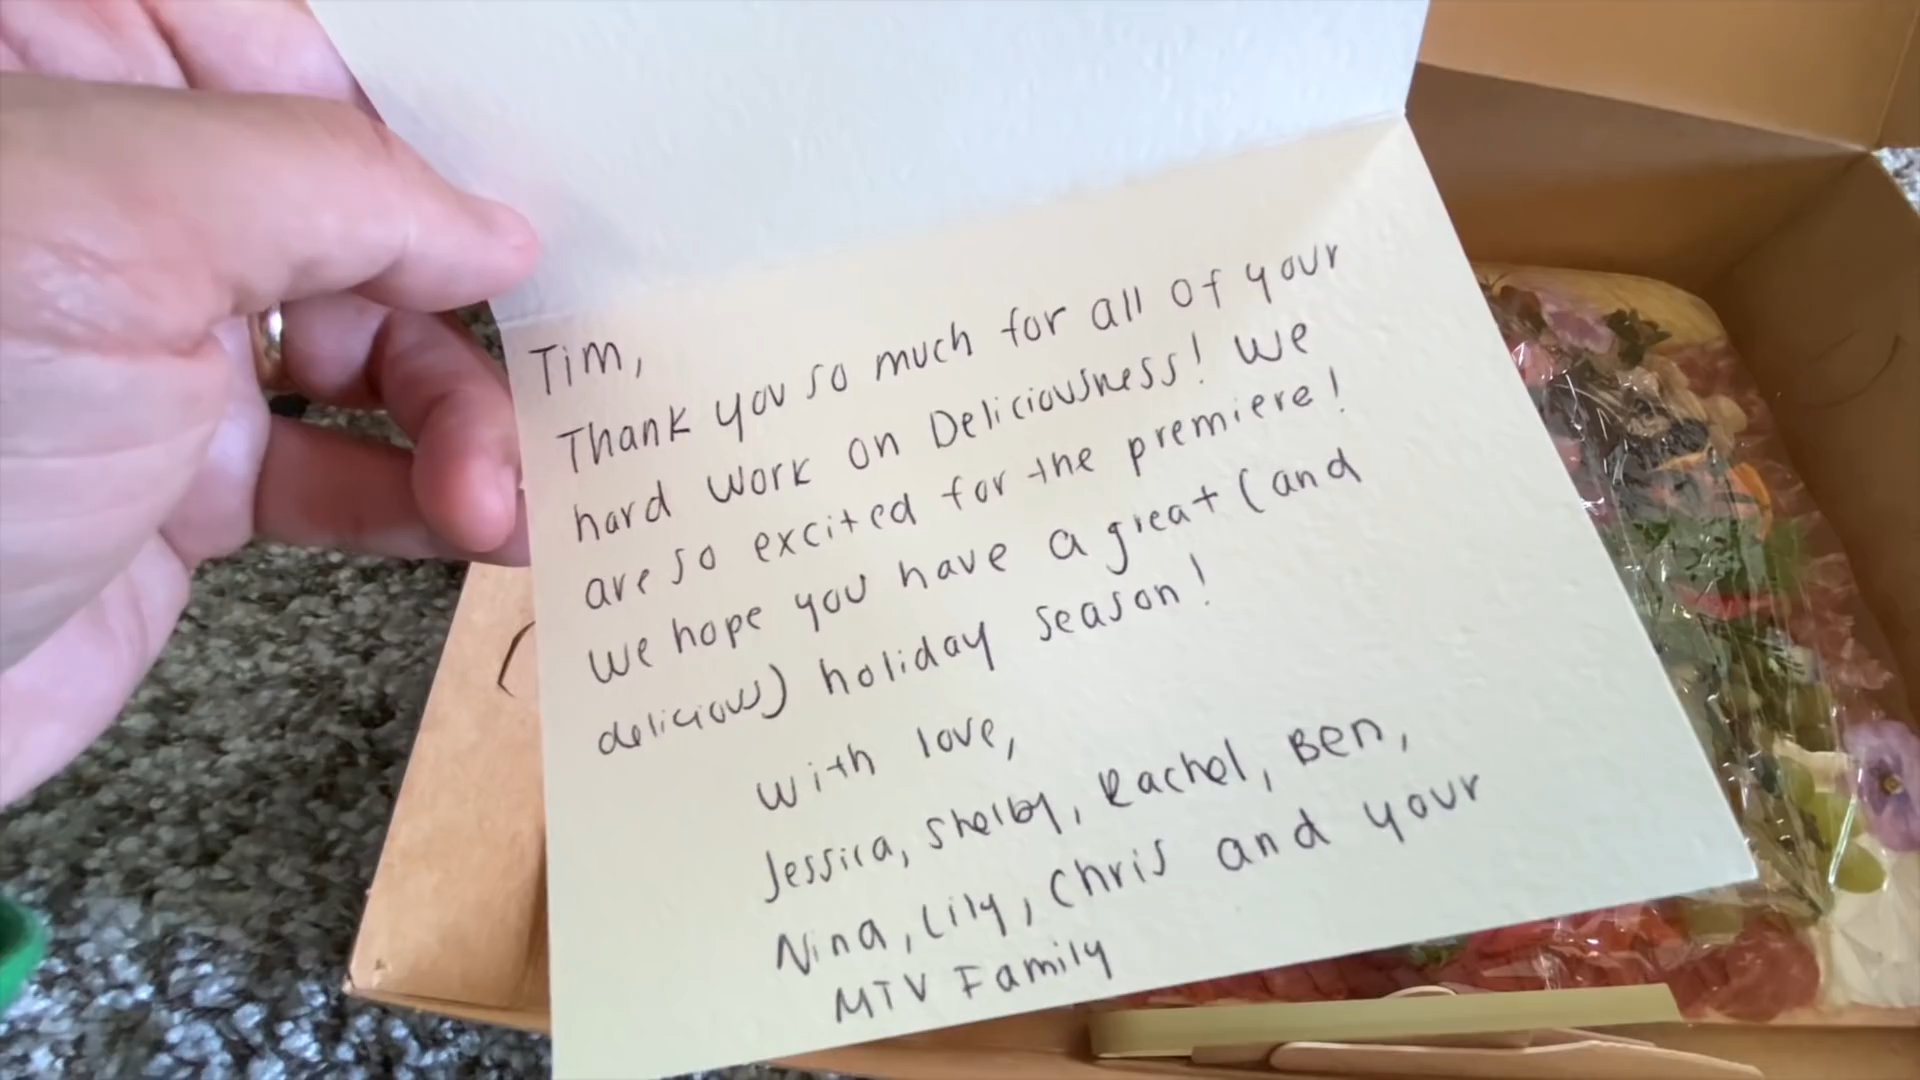 Tim,
Thank you so much for all of your
hard work on Deliciousness! We
are so excited for the premiere!
We hope you have a great (and
delicious) holiday season!
With love,
Jessica, Shelby, Rachel, Ben,
Nina, Lily, Chris and your
MTV Family